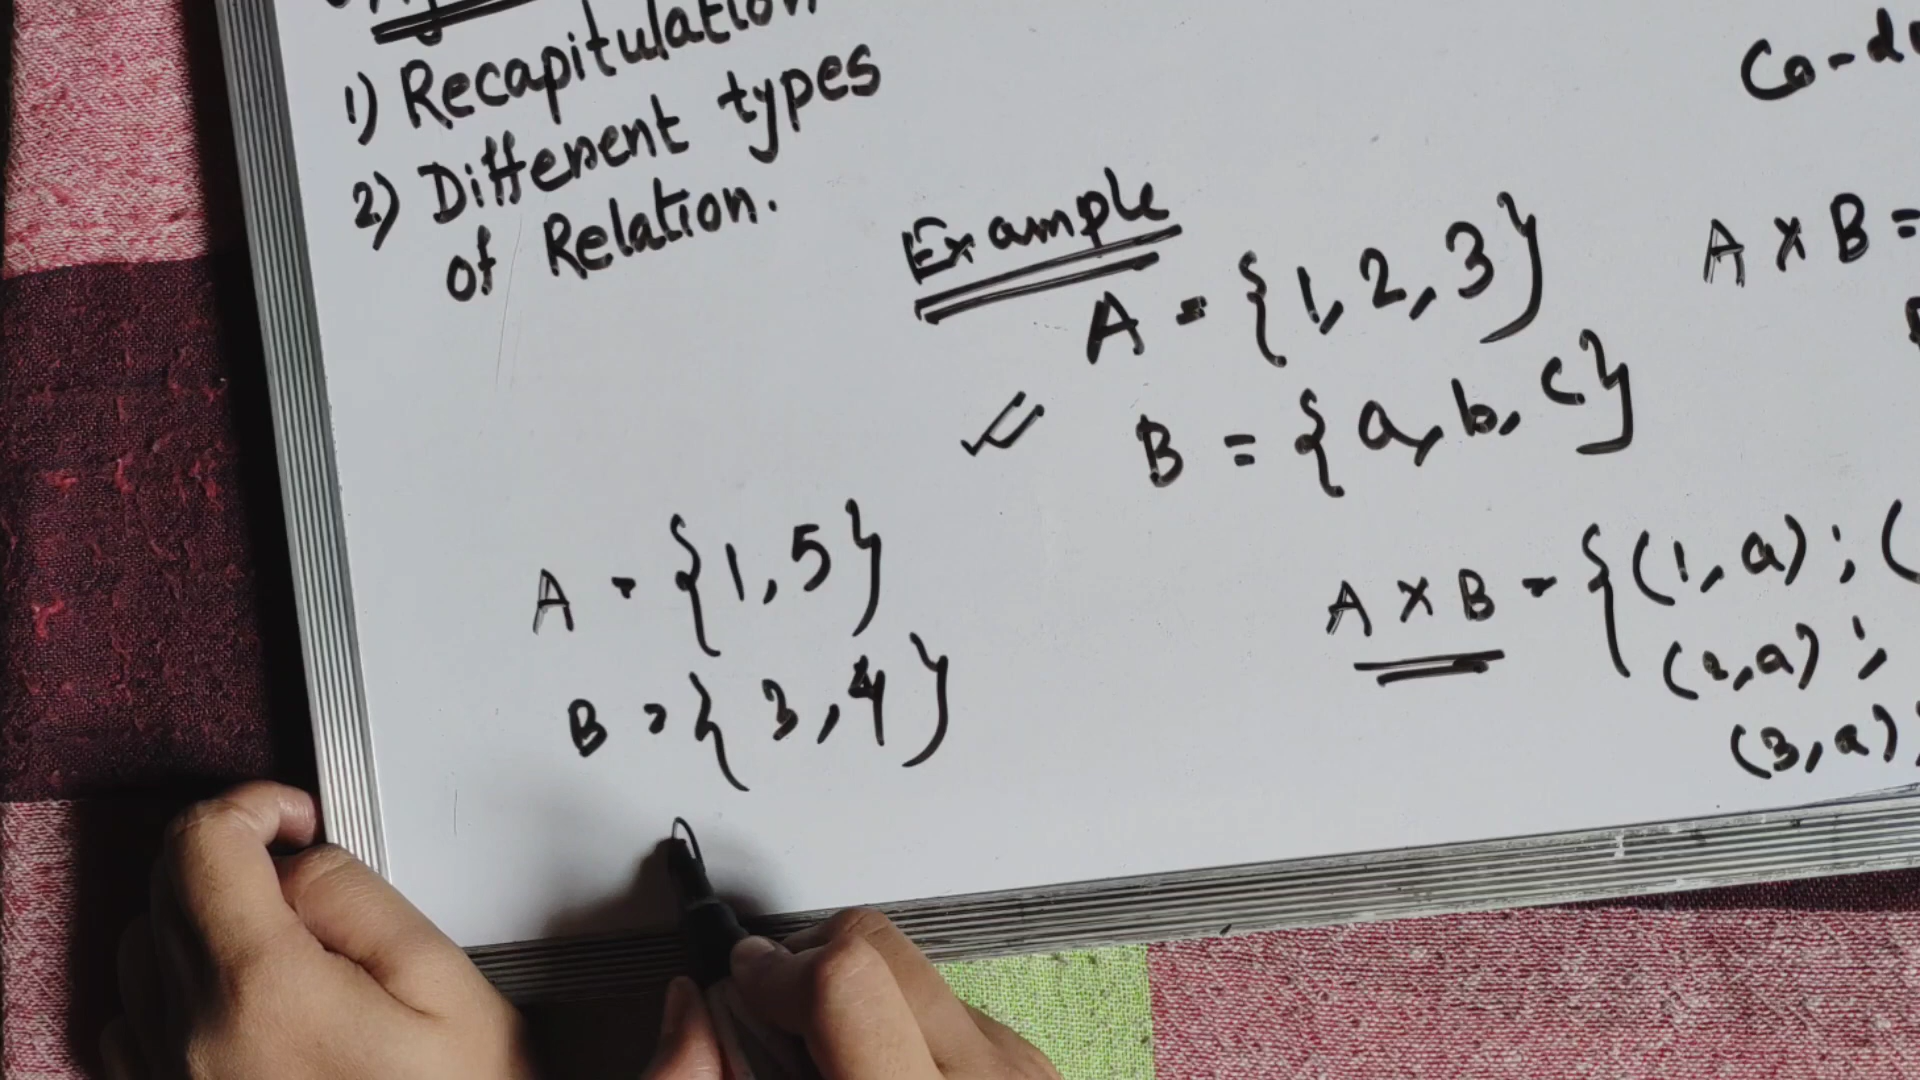 1) Recapitulation
2) Different types
of Relation.
Example
A = {1, 2, 3}
B = {a, b, c}
A = {1, 5}
B = {3, 4}
Co-d
A × B =
A × B = {(1, a); (
(2, a);
(3, a);